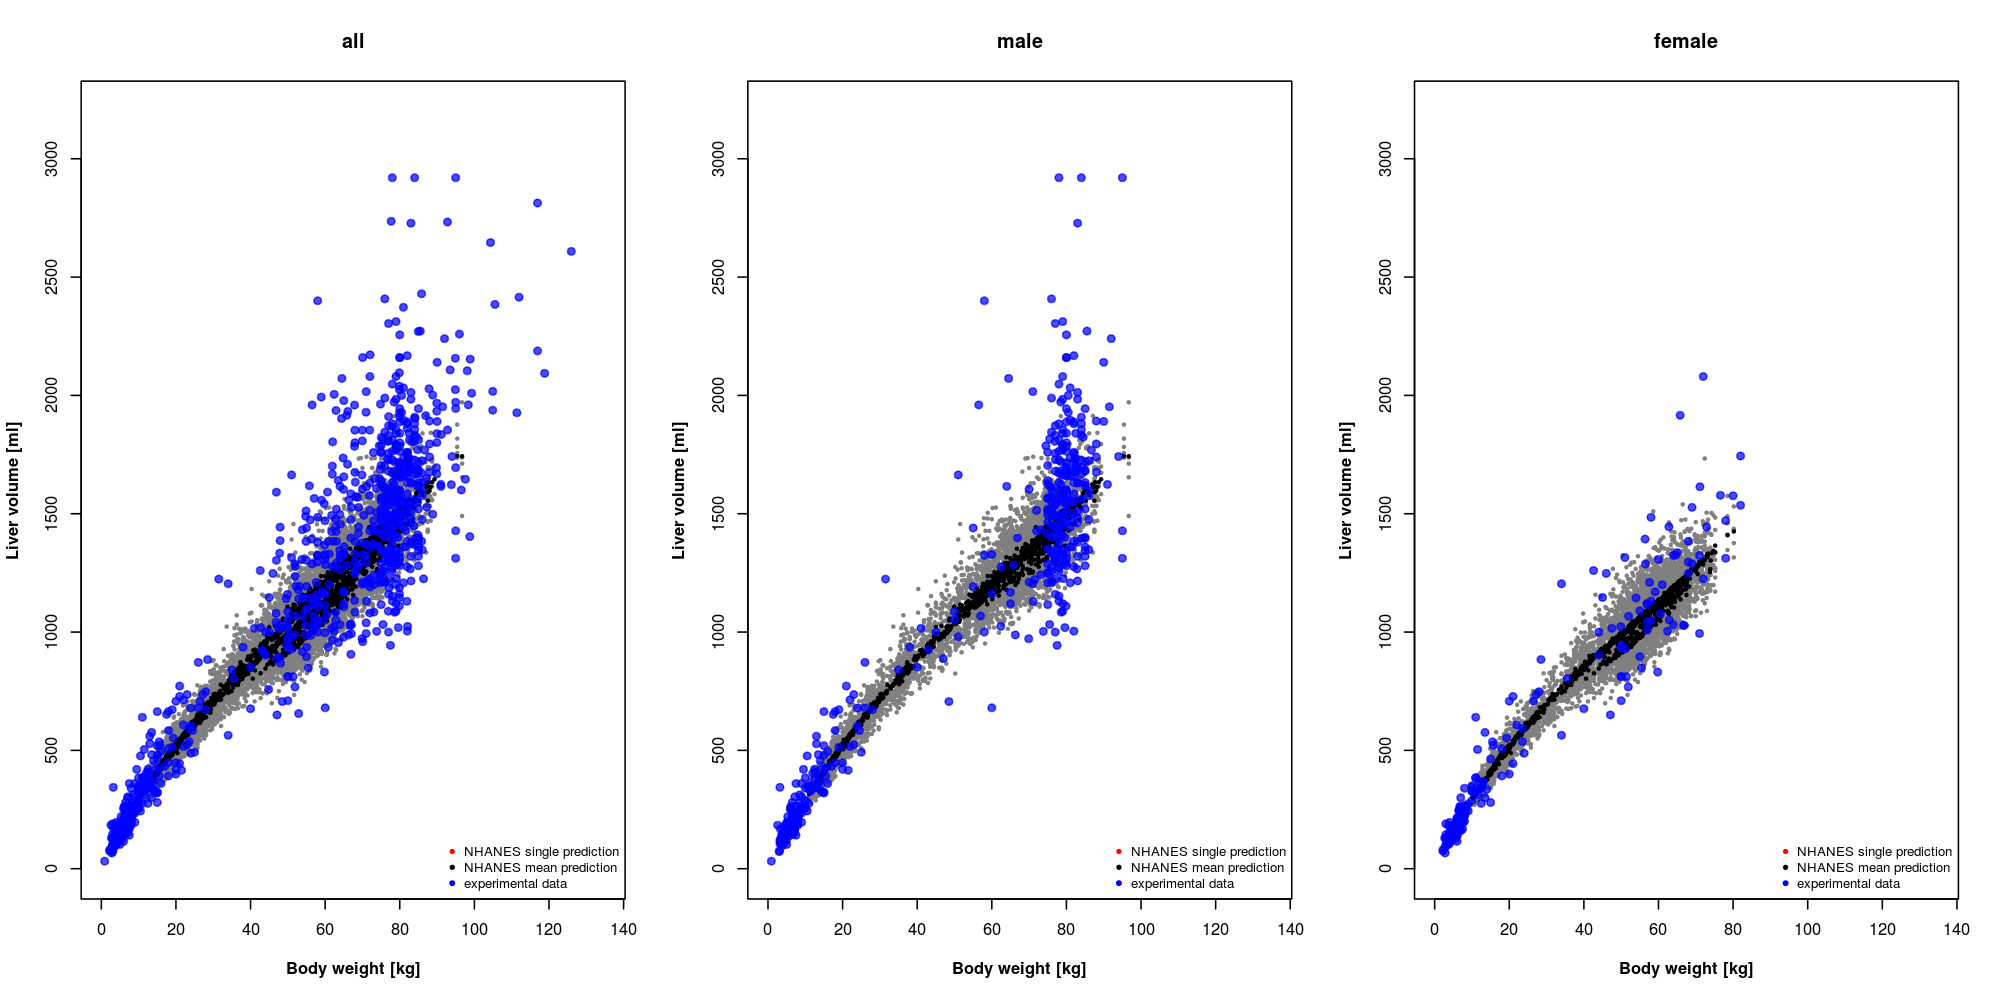 all
male
female
Liver volume [ml]
3000
2500
2000
1500
1000
500
0
NHANES single prediction
NHANES mean prediction
experimental data
0 20 40 60 80 100 120 140
Body weight [kg]
Liver volume [ml]
3000
2500
2000
1500
1000
500
0
NHANES single prediction
NHANES mean prediction
experimental data
0 20 40 60 80 100 120 140
Body weight [kg]
Liver volume [ml]
3000
2500
2000
1500
1000
500
0
NHANES single prediction
NHANES mean prediction
experimental data
0 20 40 60 80 100 120 140
Body weight [kg]